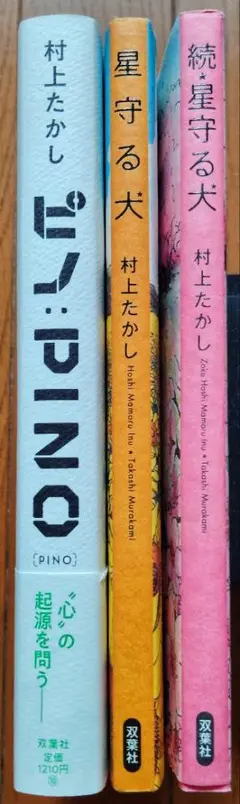 村上たかし
ピノ:PINO
[PINO]
“心”の
起源を問う——
双葉社
定価
1210円
⑩
星守る犬
村上たかし
Hoshi Mamoru Inu★Takashi Murakami
双葉社
続★星守る犬
村上たかし
Zoku Hoshi Mamoru Inu★Takashi Murakami
双葉社